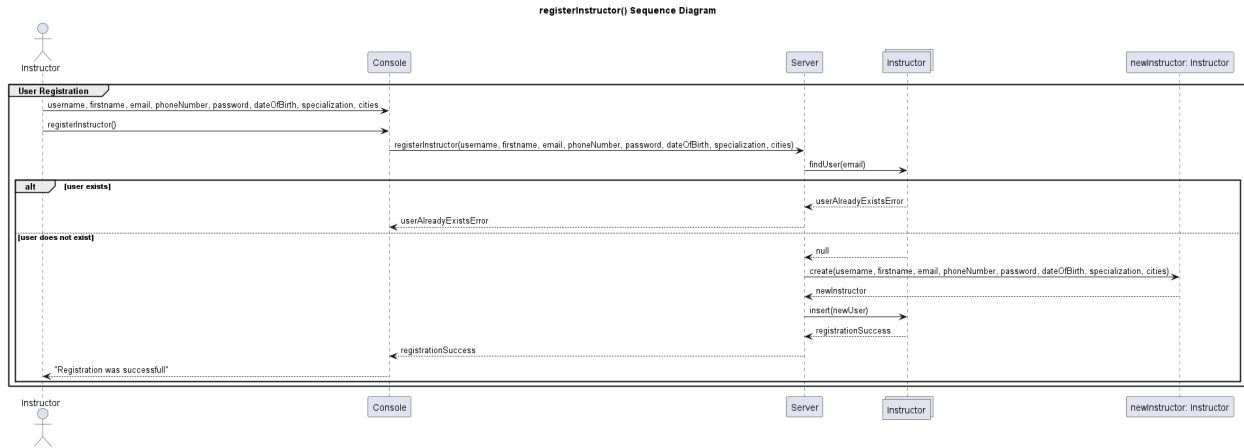 registerInstructor() Sequence Diagram
Instructor
Console
Server
Instructor
newInstructor: Instructor
User Registration
username, firstname, email, phoneNumber, password, dateOfBirth, specialization, cities
registerInstructor()
registerInstructor(username, firstname, email, phoneNumber, password, dateOfBirth, specialization, cities)
findUser(email)
alt [user exists]
userAlreadyExistsError
userAlreadyExistsError
[user does not exist]
null
create(username, firstname, email, phoneNumber, password, dateOfBirth, specialization, cities)
newInstructor
insert(newUser)
registrationSuccess
registrationSuccess
"Registration was successfull"
Instructor
Console
Server
Instructor
newInstructor: Instructor